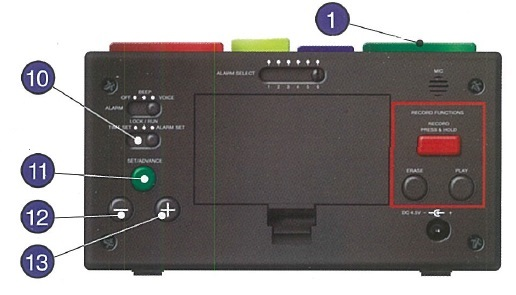 1
ALARM SELECT
1 2 3 4 5 6
MIC
10
BEEP
OFF VOICE
ALARM
LOCK / RUN
TIME SET ALARM SET
RECORD FUNCTIONS
RECORD
PRESS & HOLD
11
SET/ADVANCE
ERASE PLAY
12
−
+
DC 4.5V − +
13